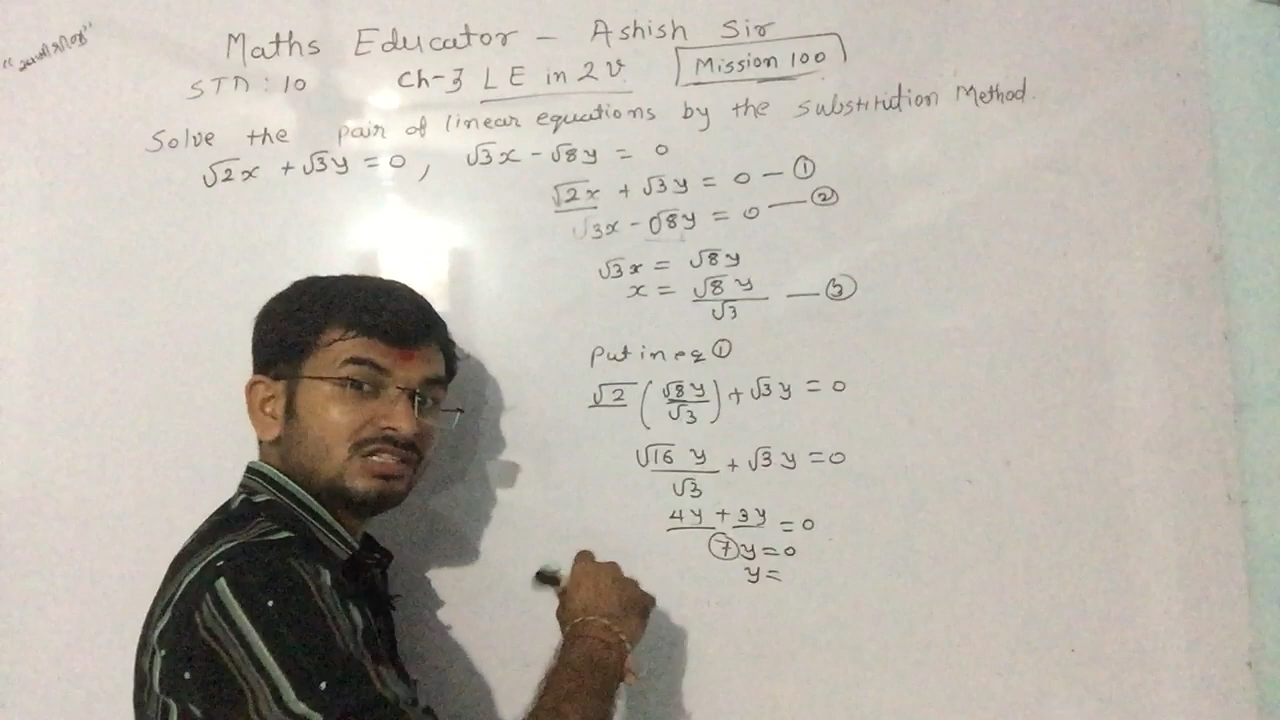 Maths Educator - Ashish Sir
STD : 10 Ch-3 LE in 2V Mission 100
Solve the pair of linear equations by the substitution Method.
√2x + √3y = 0, √3x - √8y = 0
√2x + √3y = 0 — ①
√3x - √8y = 0 — ②
√3x = √8y
x = √8 y / √3 — ③
Put in eq ①
√2 (√8y / √3) + √3y = 0
√16 y / √3 + √3 y = 0
4y + 3y = 0
7y = 0
y =